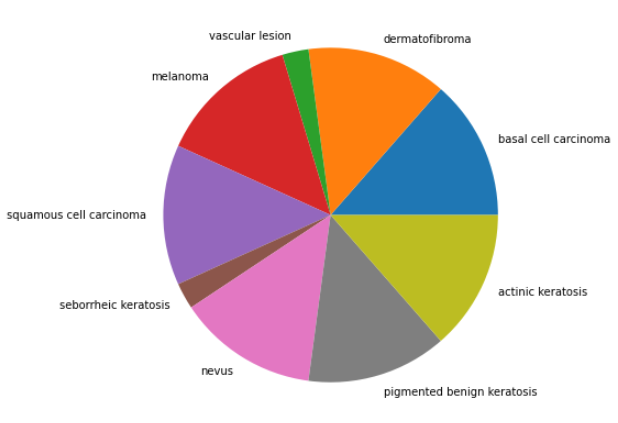 vascular lesion
dermatofibroma
melanoma
basal cell carcinoma
squamous cell carcinoma
actinic keratosis
seborrheic keratosis
nevus
pigmented benign keratosis